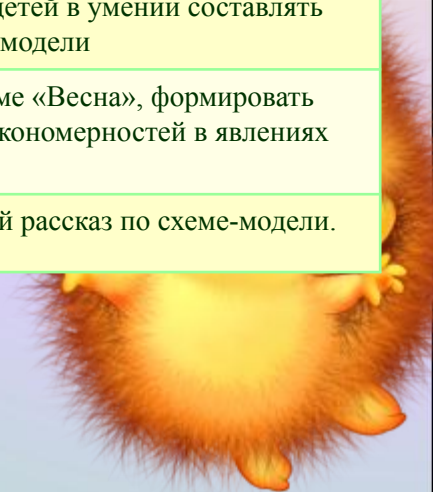 детей в умении составлять
модели
ме «Весна», формировать
кономерностей в явлениях
й рассказ по схеме-модели.